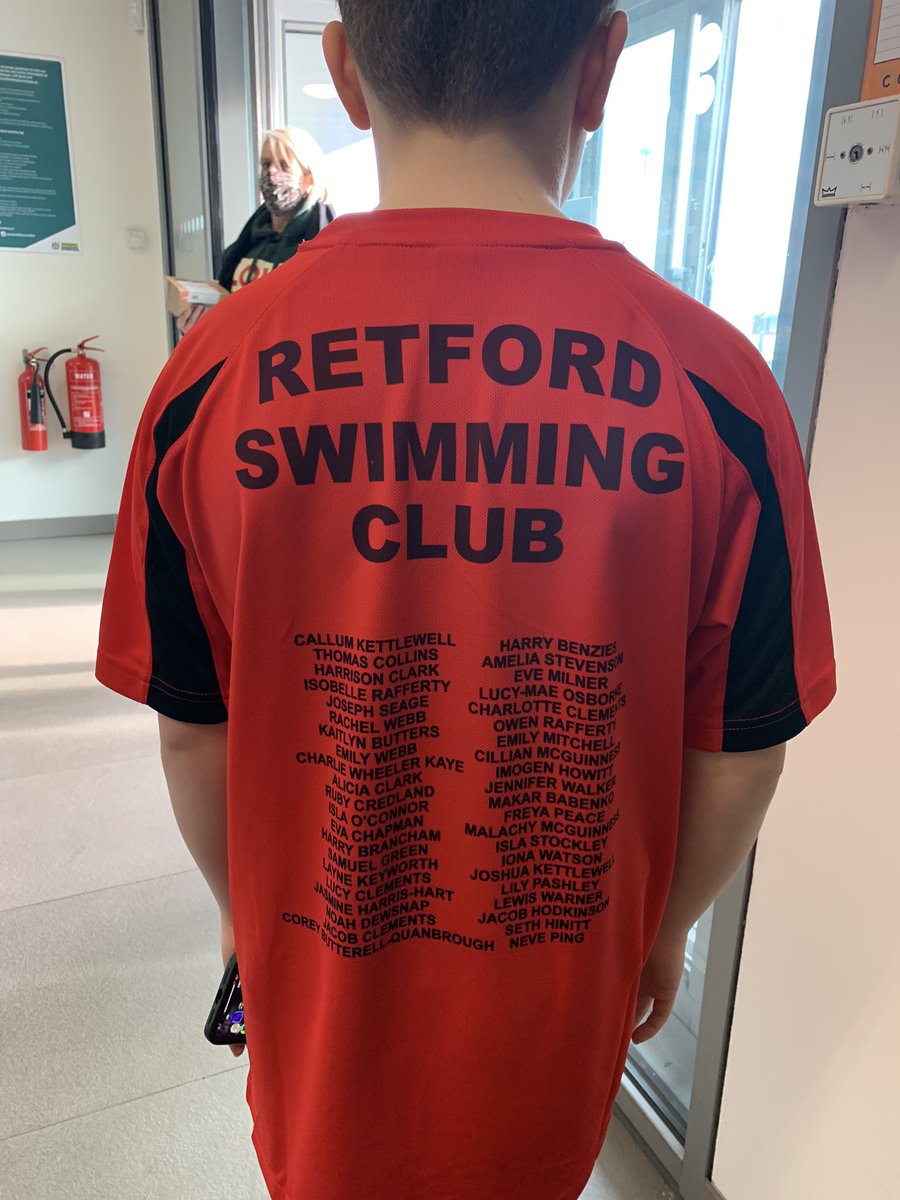 RETFORD
SWIMMING
CLUB
CALLUM KETTLEWELL
THOMAS COLLINS
HARRISON CLARK
ISOBELLE RAFFERTY
JOSEPH SEAGE
RACHEL WEBB
KAITLYN BUTTERS
EMILY WEBB
CHARLIE WHEELER KAYE
ALICIA CLARK
RUBY CREDLAND
ISLA O'CONNOR
EVA CHAPMAN
HARRY BRANCHAM
SAMUEL GREEN
LAYNE KEYWORTH
LUCY CLEMENTS
JASMINE HARRIS-HART
NOAH DEWSNAP
JACOB CLEMENTS
COREY BUTTERELL-QUANBROUGH
HARRY BENZIES
AMELIA STEVENSON
EVE MILNER
LUCY-MAE OSBORNE
CHARLOTTE CLEMENTS
OWEN RAFFERTY
EMILY MITCHELL
CILLIAN MCGUINNESS
IMOGEN HOWITT
JENNIFER WALKER
MAKAR BABENKO
FREYA PEACE
MALACHY MCGUINNESS
ISLA STOCKLEY
IONA WATSON
JOSHUA KETTLEWELL
LILY PASHLEY
LEWIS WARNER
JACOB HODKINSON
SETH HINITT
NEVE PING
WATER